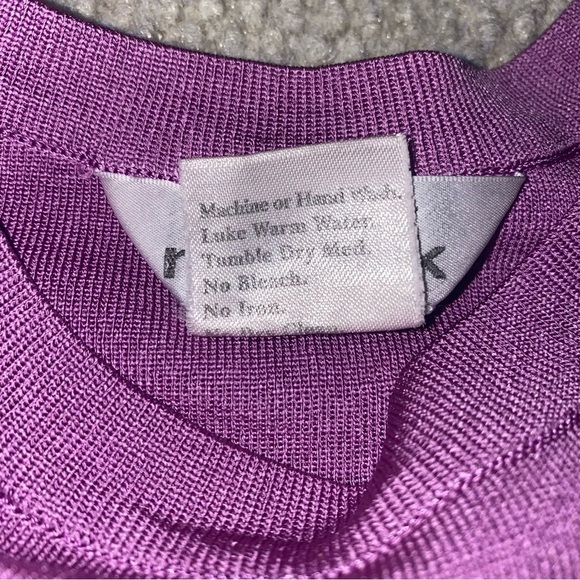 Machine or Hand Wash.
Luke Warm Water.
Tumble Dry Med.
No Bleach.
No Iron.